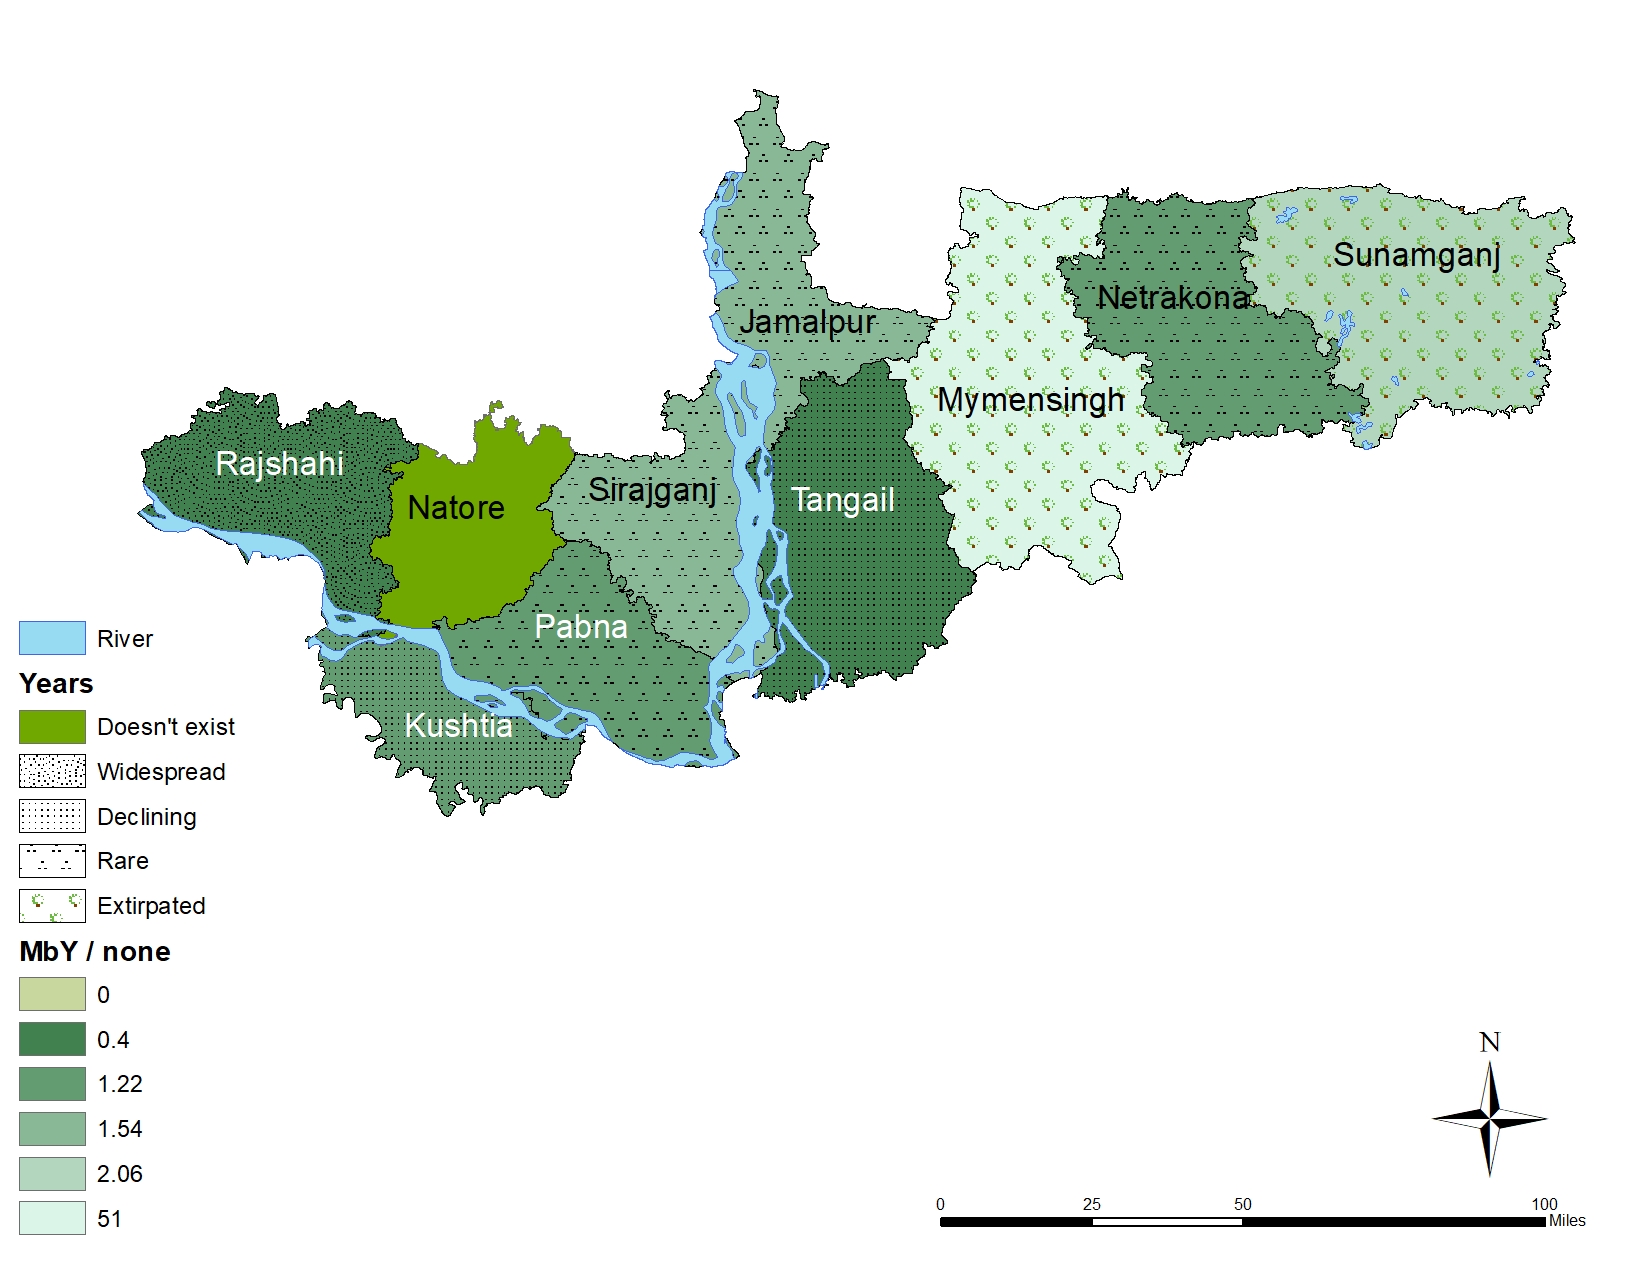 Sunamganj
Netrakona
Jamalpur
Mymensingh
Rajshahi
Sirajganj
Tangail
Natore
Pabna
Kushtia
River
Years
Doesn't exist
Widespread
Declining
Rare
Extirpated
MbY / none
0
0.4
1.22
1.54
2.06
51
N
0 25 50 100
Miles